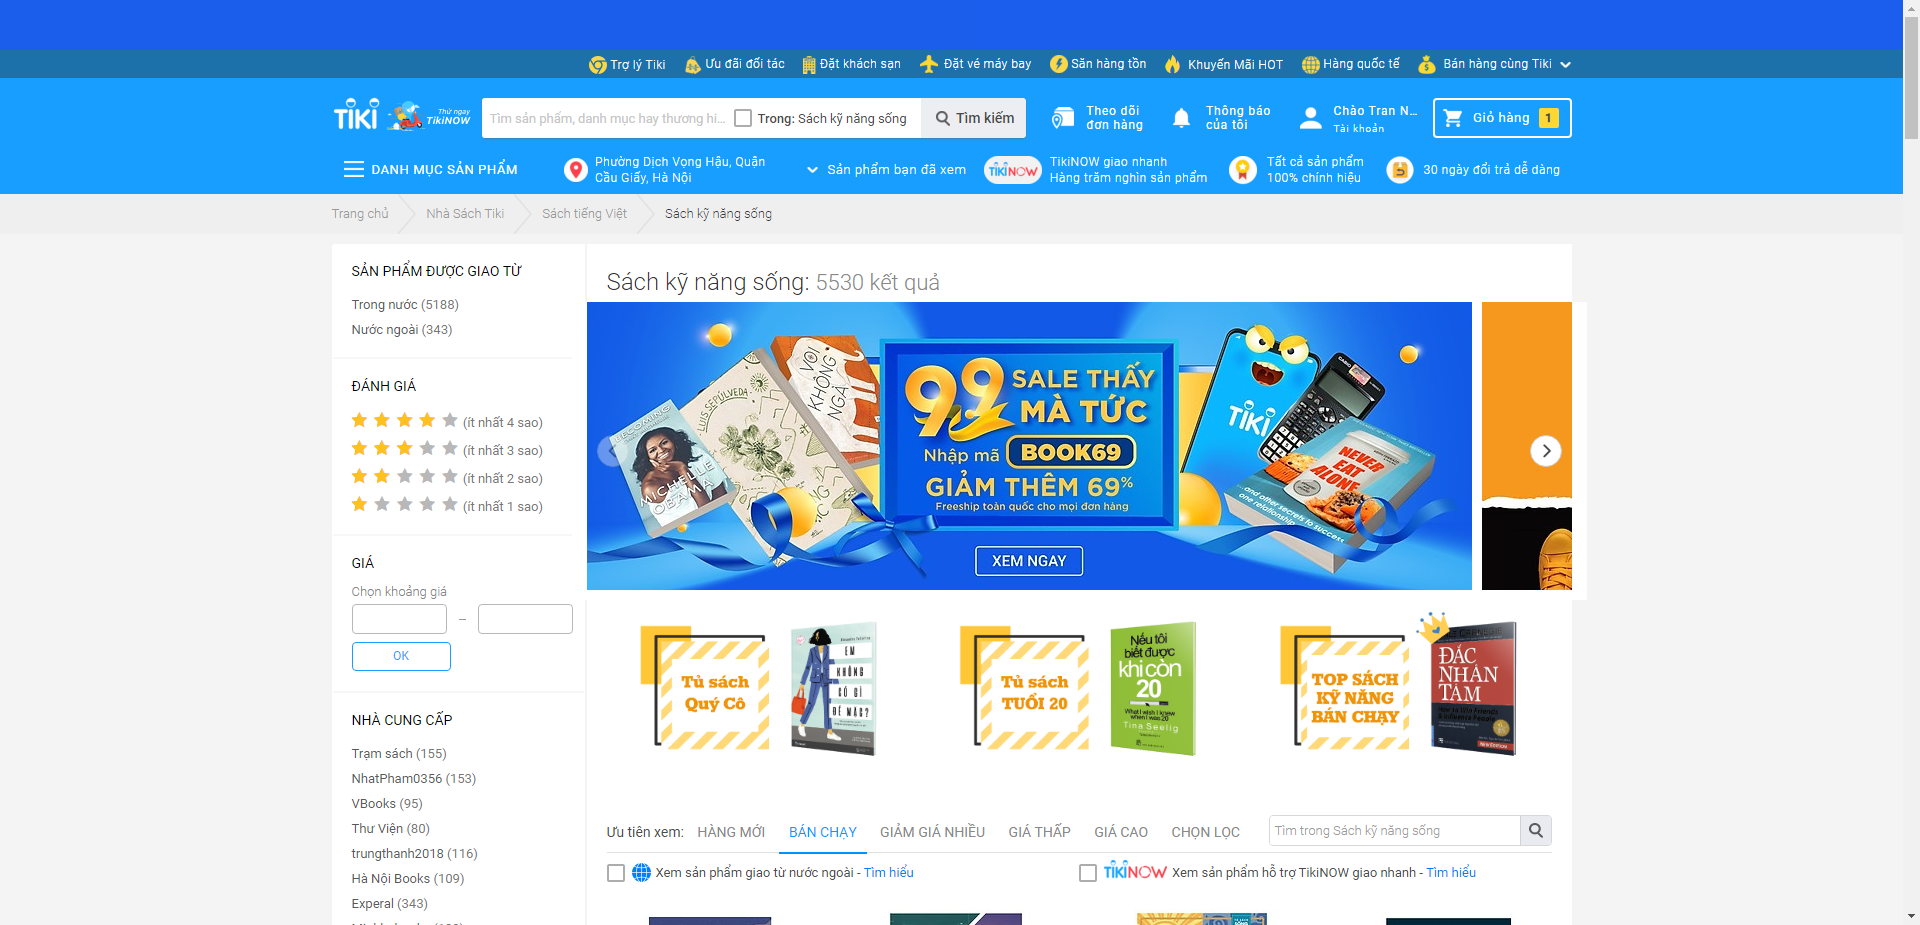 Trợ lý Tiki
Ưu đãi đối tác
Đặt khách sạn
Đặt vé máy bay
Săn hàng tồn
Khuyến Mãi HOT
Hàng quốc tế
Bán hàng cùng Tiki
TIKI
Thử ngay
TikiNOW
Tìm sản phẩm, danh mục hay thương hi...
Trong: Sách kỹ năng sống
Tìm kiếm
Theo dõi
đơn hàng
Thông báo
của tôi
Chào Tran N...
Tài khoản
Giỏ hàng 1
DANH MỤC SẢN PHẨM
Phường Dịch Vọng Hậu, Quận
Cầu Giấy, Hà Nội
Sản phẩm bạn đã xem
TIKINOW
TikiNOW giao nhanh
Hàng trăm nghìn sản phẩm
Tất cả sản phẩm
100% chính hiệu
30 ngày đổi trả dễ dàng
Trang chủ
Nhà Sách Tiki
Sách tiếng Việt
Sách kỹ năng sống
SẢN PHẨM ĐƯỢC GIAO TỪ
Trong nước (5188)
Nước ngoài (343)
ĐÁNH GIÁ
(ít nhất 4 sao)
(ít nhất 3 sao)
(ít nhất 2 sao)
(ít nhất 1 sao)
GIÁ
Chọn khoảng giá
–
OK
NHÀ CUNG CẤP
Trạm sách (155)
NhatPham0356 (153)
VBooks (95)
Thư Viện (80)
trungthanh2018 (116)
Hà Nội Books (109)
Experal (343)
Sách kỹ năng sống: 5530 kết quả
BECOMING
MICHELLE
OBAMA
LUIS SEPÚLVEDA
VOI
KHÔNG
NGÀ
9.9 SALE THẤY
MÀ TỨC
Nhập mã BOOK69
GIẢM THÊM 69%
Freeship toàn quốc cho mọi đơn hàng
XEM NGAY
TIKI
CASIO
NEVER
EAT
ALONE
...and other secrets to success,
one relationship
Tủ sách
Quý Cô
EM
KHÔNG
CÓ GÌ
ĐỂ MẶC?
Tủ sách
TUỔI 20
Nếu tôi
biết được
khi còn
20
What I wish I knew
when I was 20
Tina Seelig
TOP SÁCH
KỸ NĂNG
BÁN CHẠY
ĐẮC
NHÂN
TÂM
How to Win Friends
& Influence People
Ưu tiên xem:
HÀNG MỚI
BÁN CHẠY
GIẢM GIÁ NHIỀU
GIÁ THẤP
GIÁ CAO
CHỌN LỌC
Tìm trong Sách kỹ năng sống
Xem sản phẩm giao từ nước ngoài - Tìm hiểu
TIKINOW Xem sản phẩm hỗ trợ TikiNOW giao nhanh - Tìm hiểu